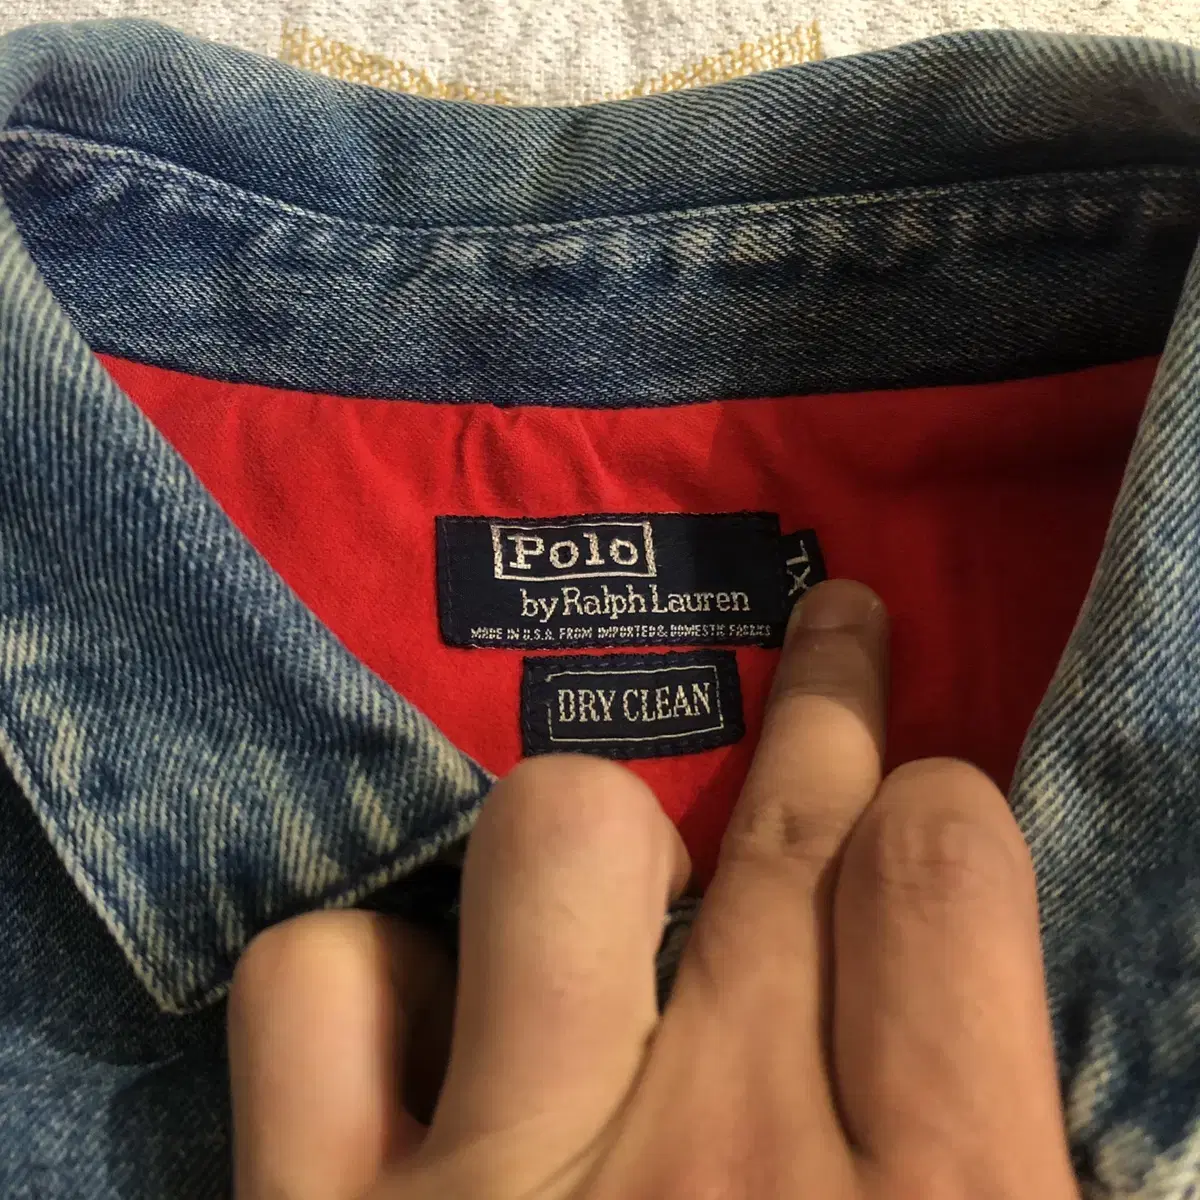 Polo
by Ralph Lauren
MADE IN U.S.A. FROM IMPORTED & DOMESTIC FABRICS
XL
DRY CLEAN